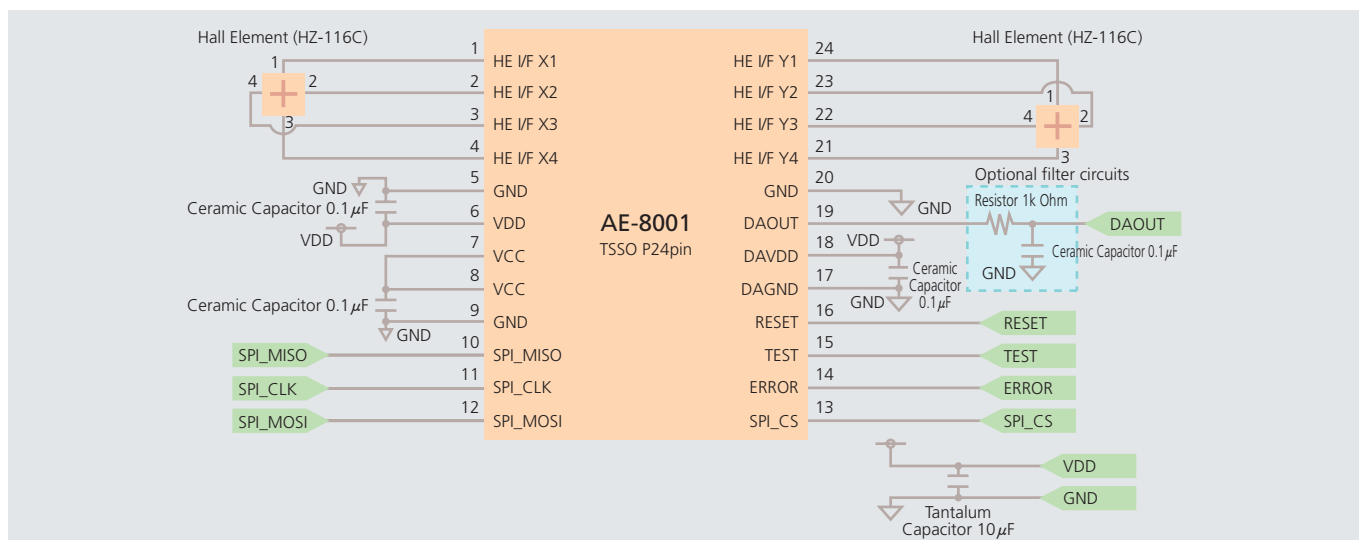 Hall Element (HZ-116C)
1
2
3
4
Hall Element (HZ-116C)
1
2
3
4
AE-8001
TSSO P24pin
1 HE I/F X1
2 HE I/F X2
3 HE I/F X3
4 HE I/F X4
5 GND
6 VDD
7 VCC
8 VCC
9 GND
10 SPI_MISO
11 SPI_CLK
12 SPI_MOSI
HE I/F Y1 24
HE I/F Y2 23
HE I/F Y3 22
HE I/F Y4 21
GND 20
DAOUT 19
DAVDD 18
DAGND 17
RESET 16
TEST 15
ERROR 14
SPI_CS 13
GND
Ceramic Capacitor 0.1µF
VDD
Ceramic Capacitor 0.1µF
GND
SPI_MISO
SPI_CLK
SPI_MOSI
GND
Optional filter circuits
Resistor 1k Ohm
Ceramic Capacitor 0.1µF
GND
DAOUT
VDD
Ceramic
Capacitor
0.1µF
GND
RESET
TEST
ERROR
SPI_CS
VDD
GND
Tantalum
Capacitor 10µF